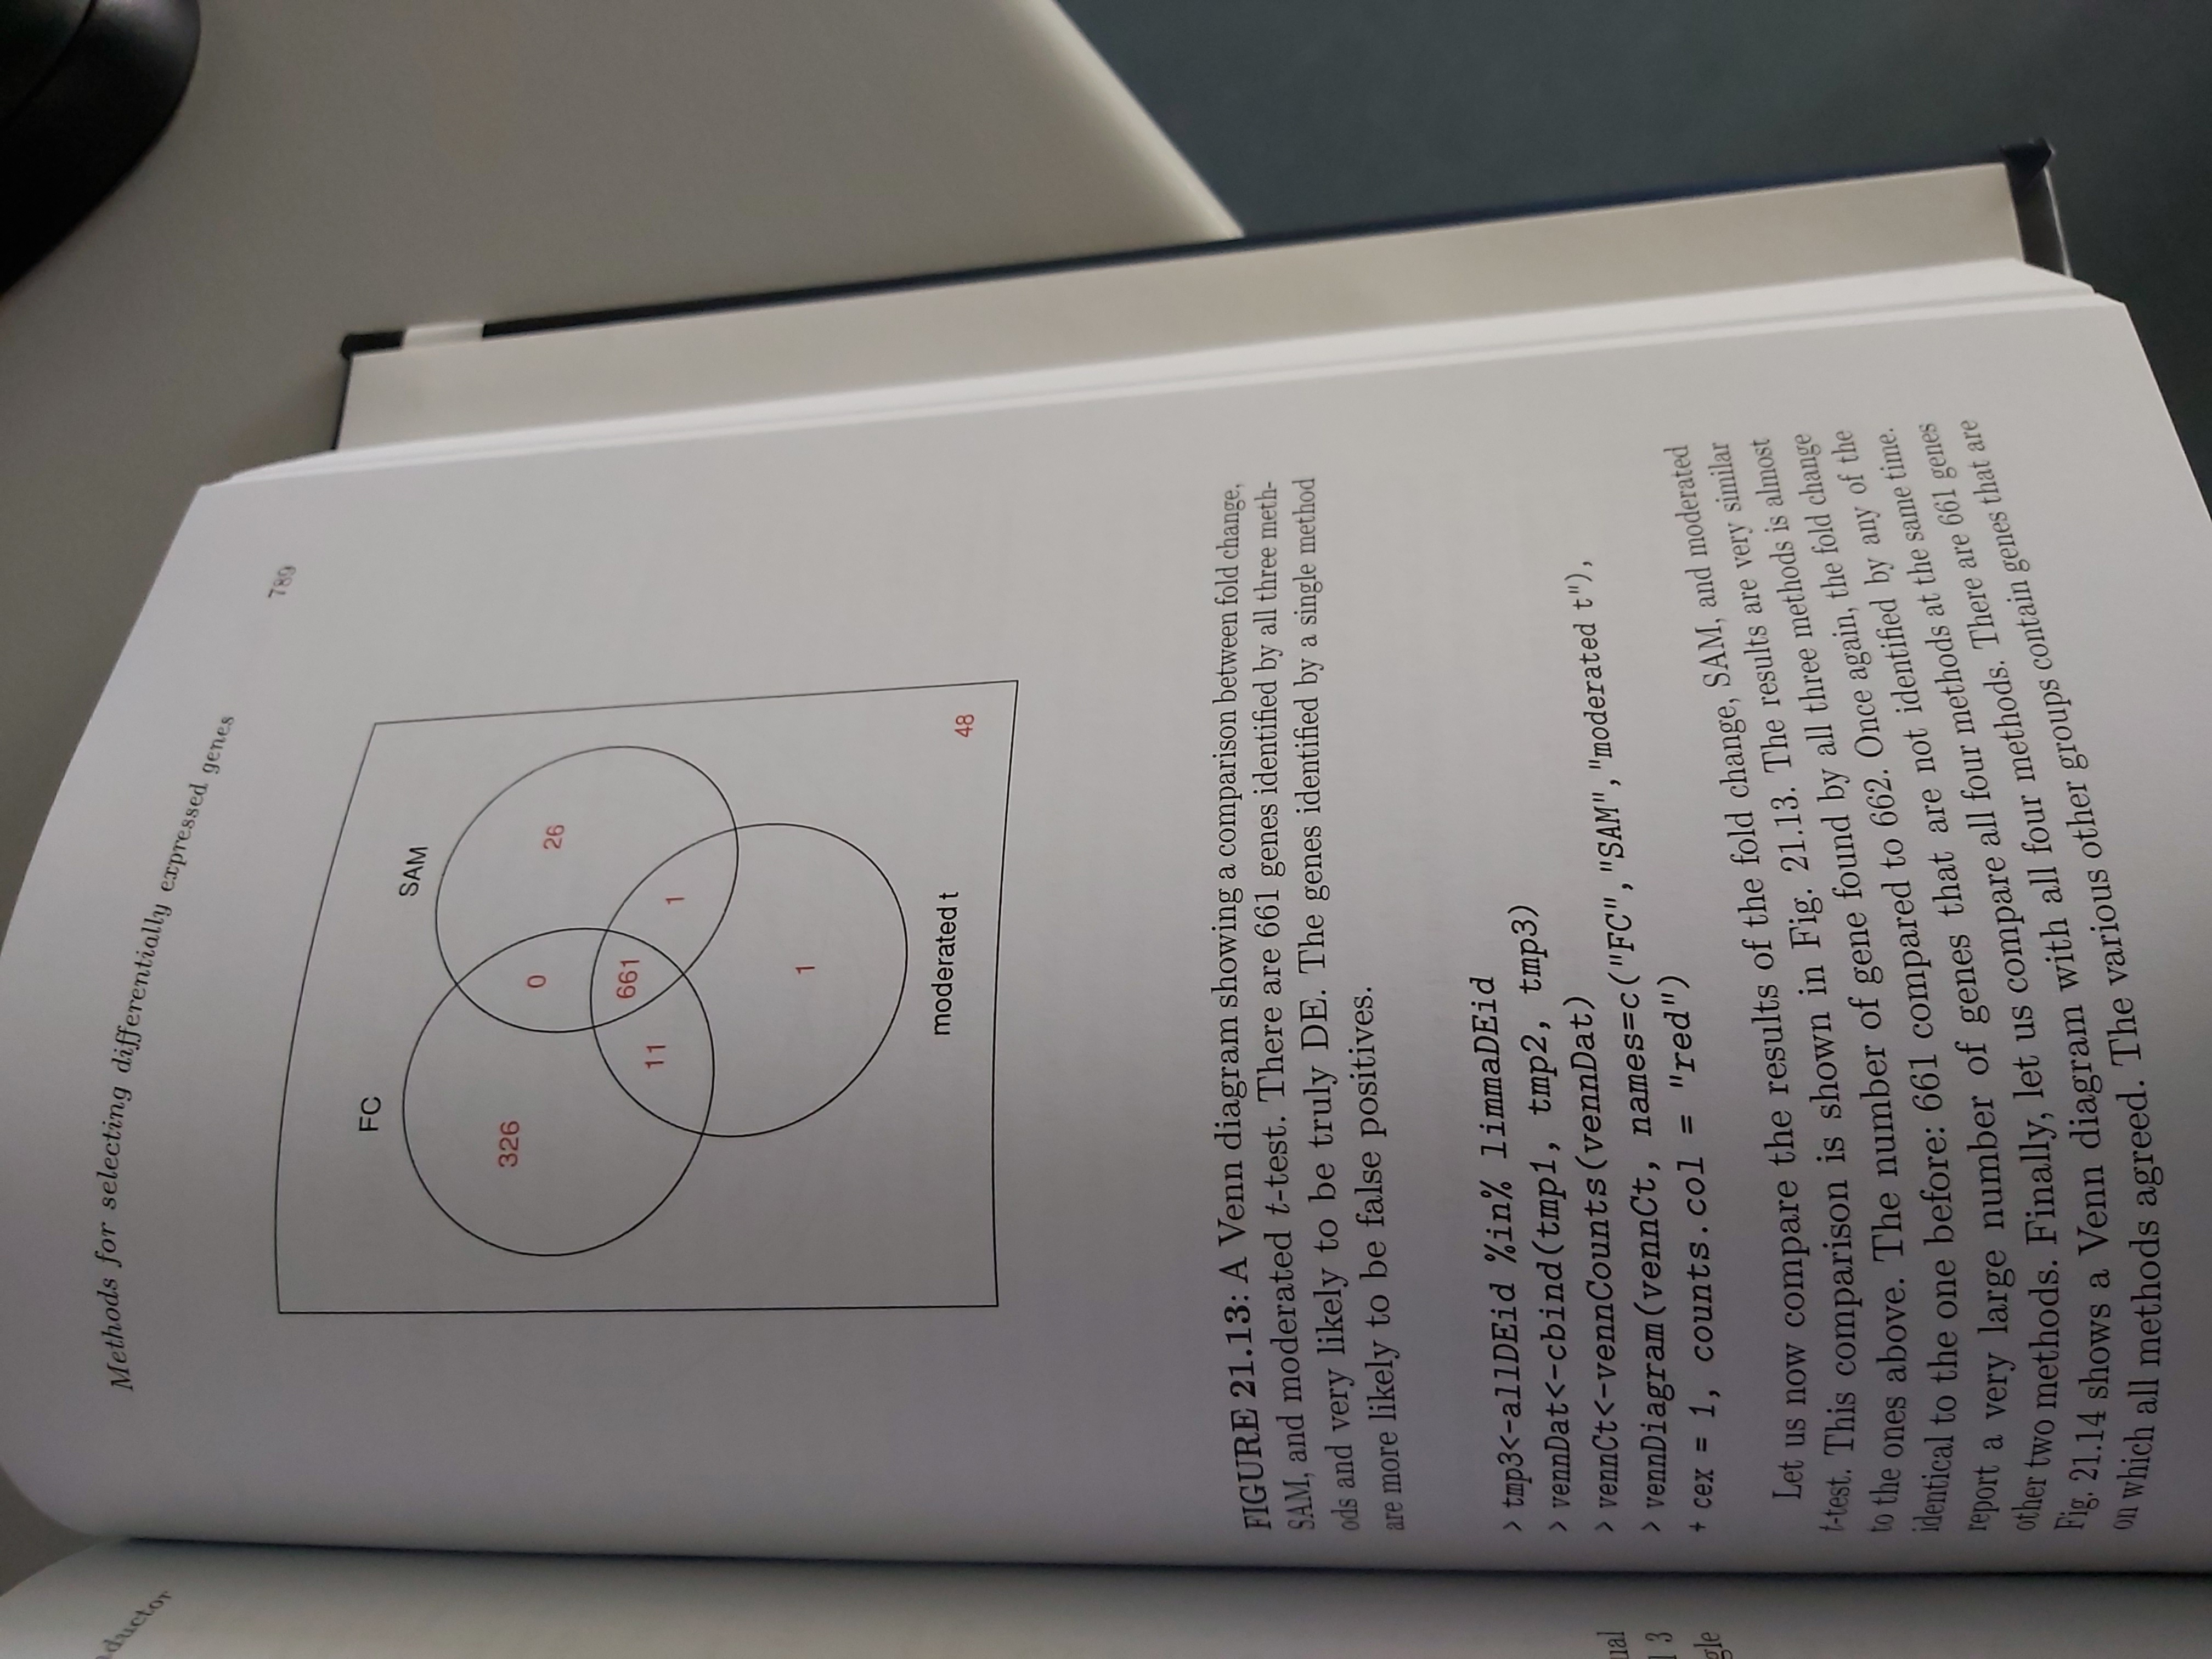 ductor
ual
3
gle
Methods for selecting differentially expressed genes
789
FC
SAM
326
0
26
661
11
1
1
moderated t
48
FIGURE 21.13: A Venn diagram showing a comparison between fold change,
SAM, and moderated t-test. There are 661 genes identified by all three meth-
ods and very likely to be truly DE. The genes identified by a single method
are more likely to be false positives.
> tmp3<-allDEid %in% limmaDEid
> vennDat<-cbind(tmp1, tmp2, tmp3)
> vennCt<-vennCounts(vennDat)
> vennDiagram(vennCt, names=c("FC","SAM","moderated t"),
+ cex = 1, counts.col = "red")
Let us now compare the results of the fold change, SAM, and moderated
t-test. This comparison is shown in Fig. 21.13. The results are very similar
to the ones above. The number of gene found by all three methods is almost
identical to the one before: 661 compared to 662. Once again, the fold change
report a very large number of genes that are not identified by any of the
other two methods. Finally, let us compare all four methods at the same time.
Fig. 21.14 shows a Venn diagram with all four methods. There are 661 genes
on which all methods agreed. The various other groups contain genes that are